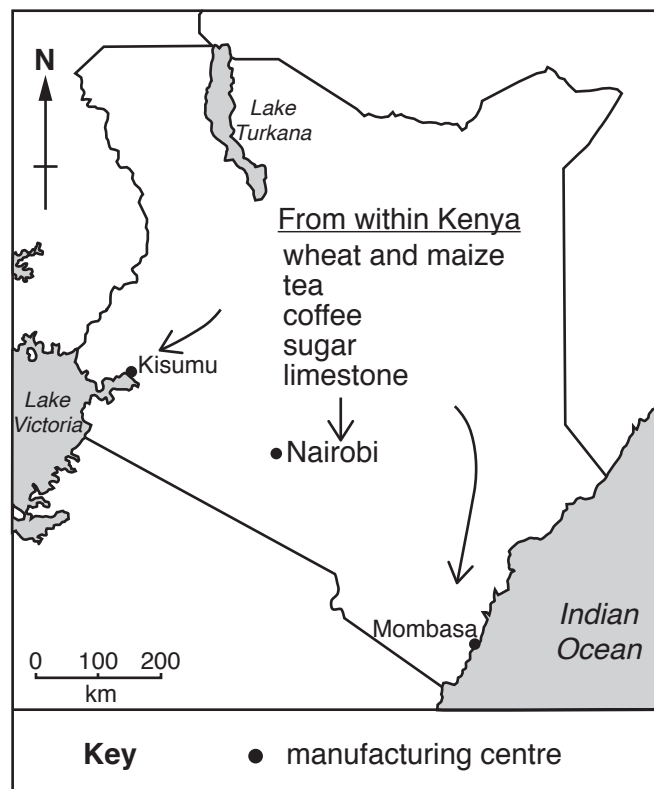 N
Lake
Turkana
From within Kenya
wheat and maize
tea
coffee
sugar
limestone
Kisumu
Lake
Victoria
Nairobi
Mombasa
Indian
Ocean
0 100 200
km
Key
manufacturing centre